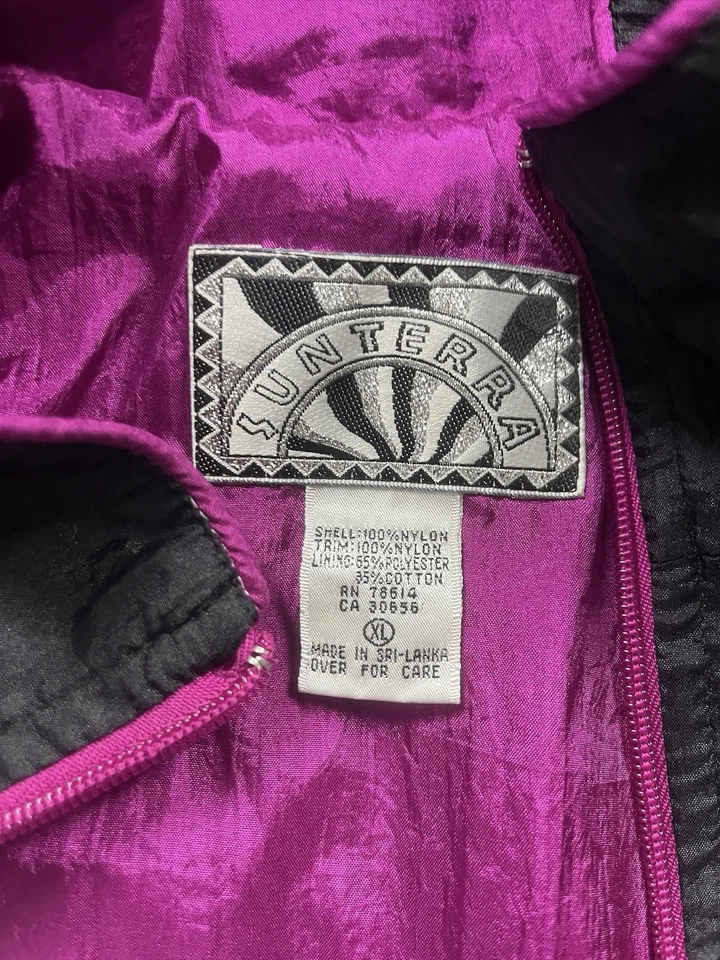 SUNTERRA
SHELL:100%NYLON
TRIM:100%NYLON
LINING:65%POLYESTER
35%COTTON
RN 78614
CA 30656
XL
MADE IN SRI-LANKA
OVER FOR CARE